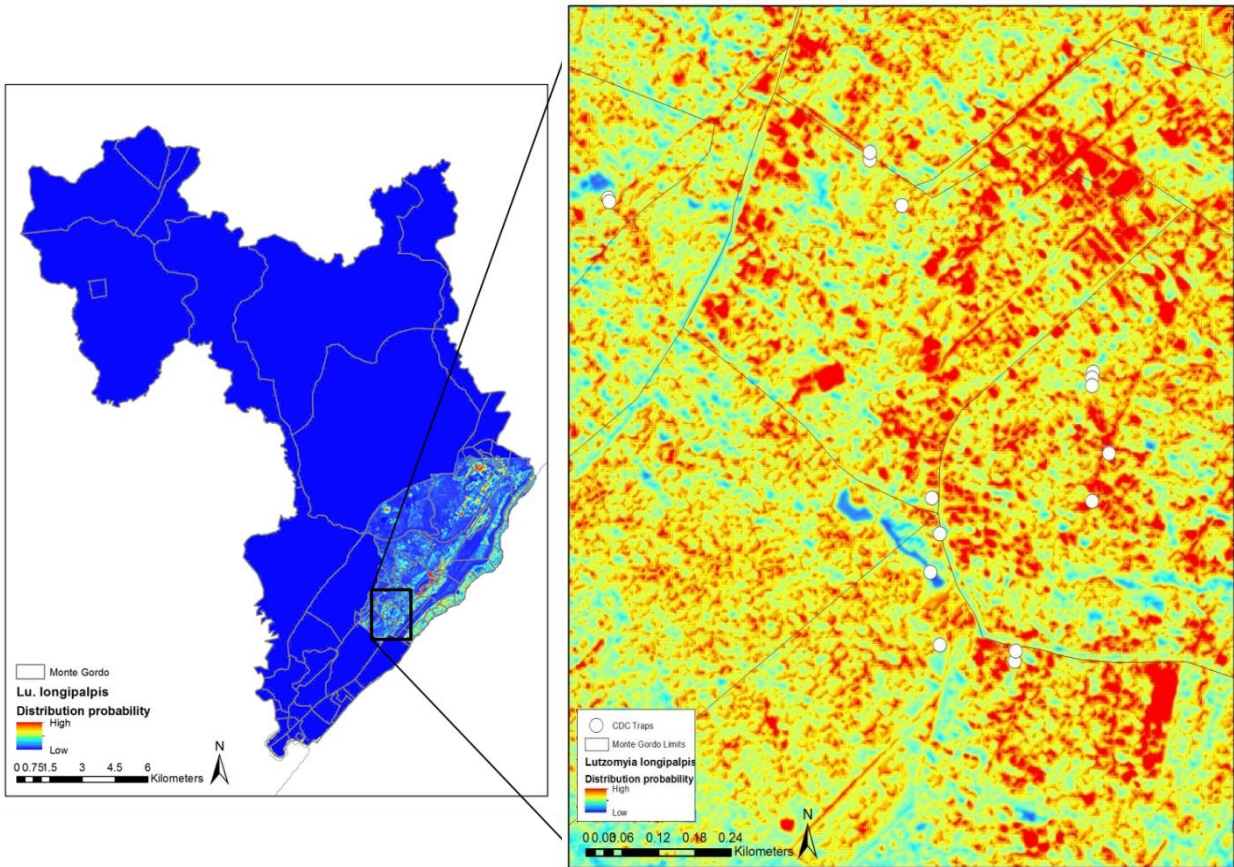 Monte Gordo
Lu. longipalpis
Distribution probability
High
Low
N
0 0.751.5 3 4.5 6
Kilometers
CDC Traps
Monte Gordo Limits
Lutzomyia longipalpis
Distribution probability
High
Low
N
0 0.03 0.06 0.12 0.18 0.24
Kilometers